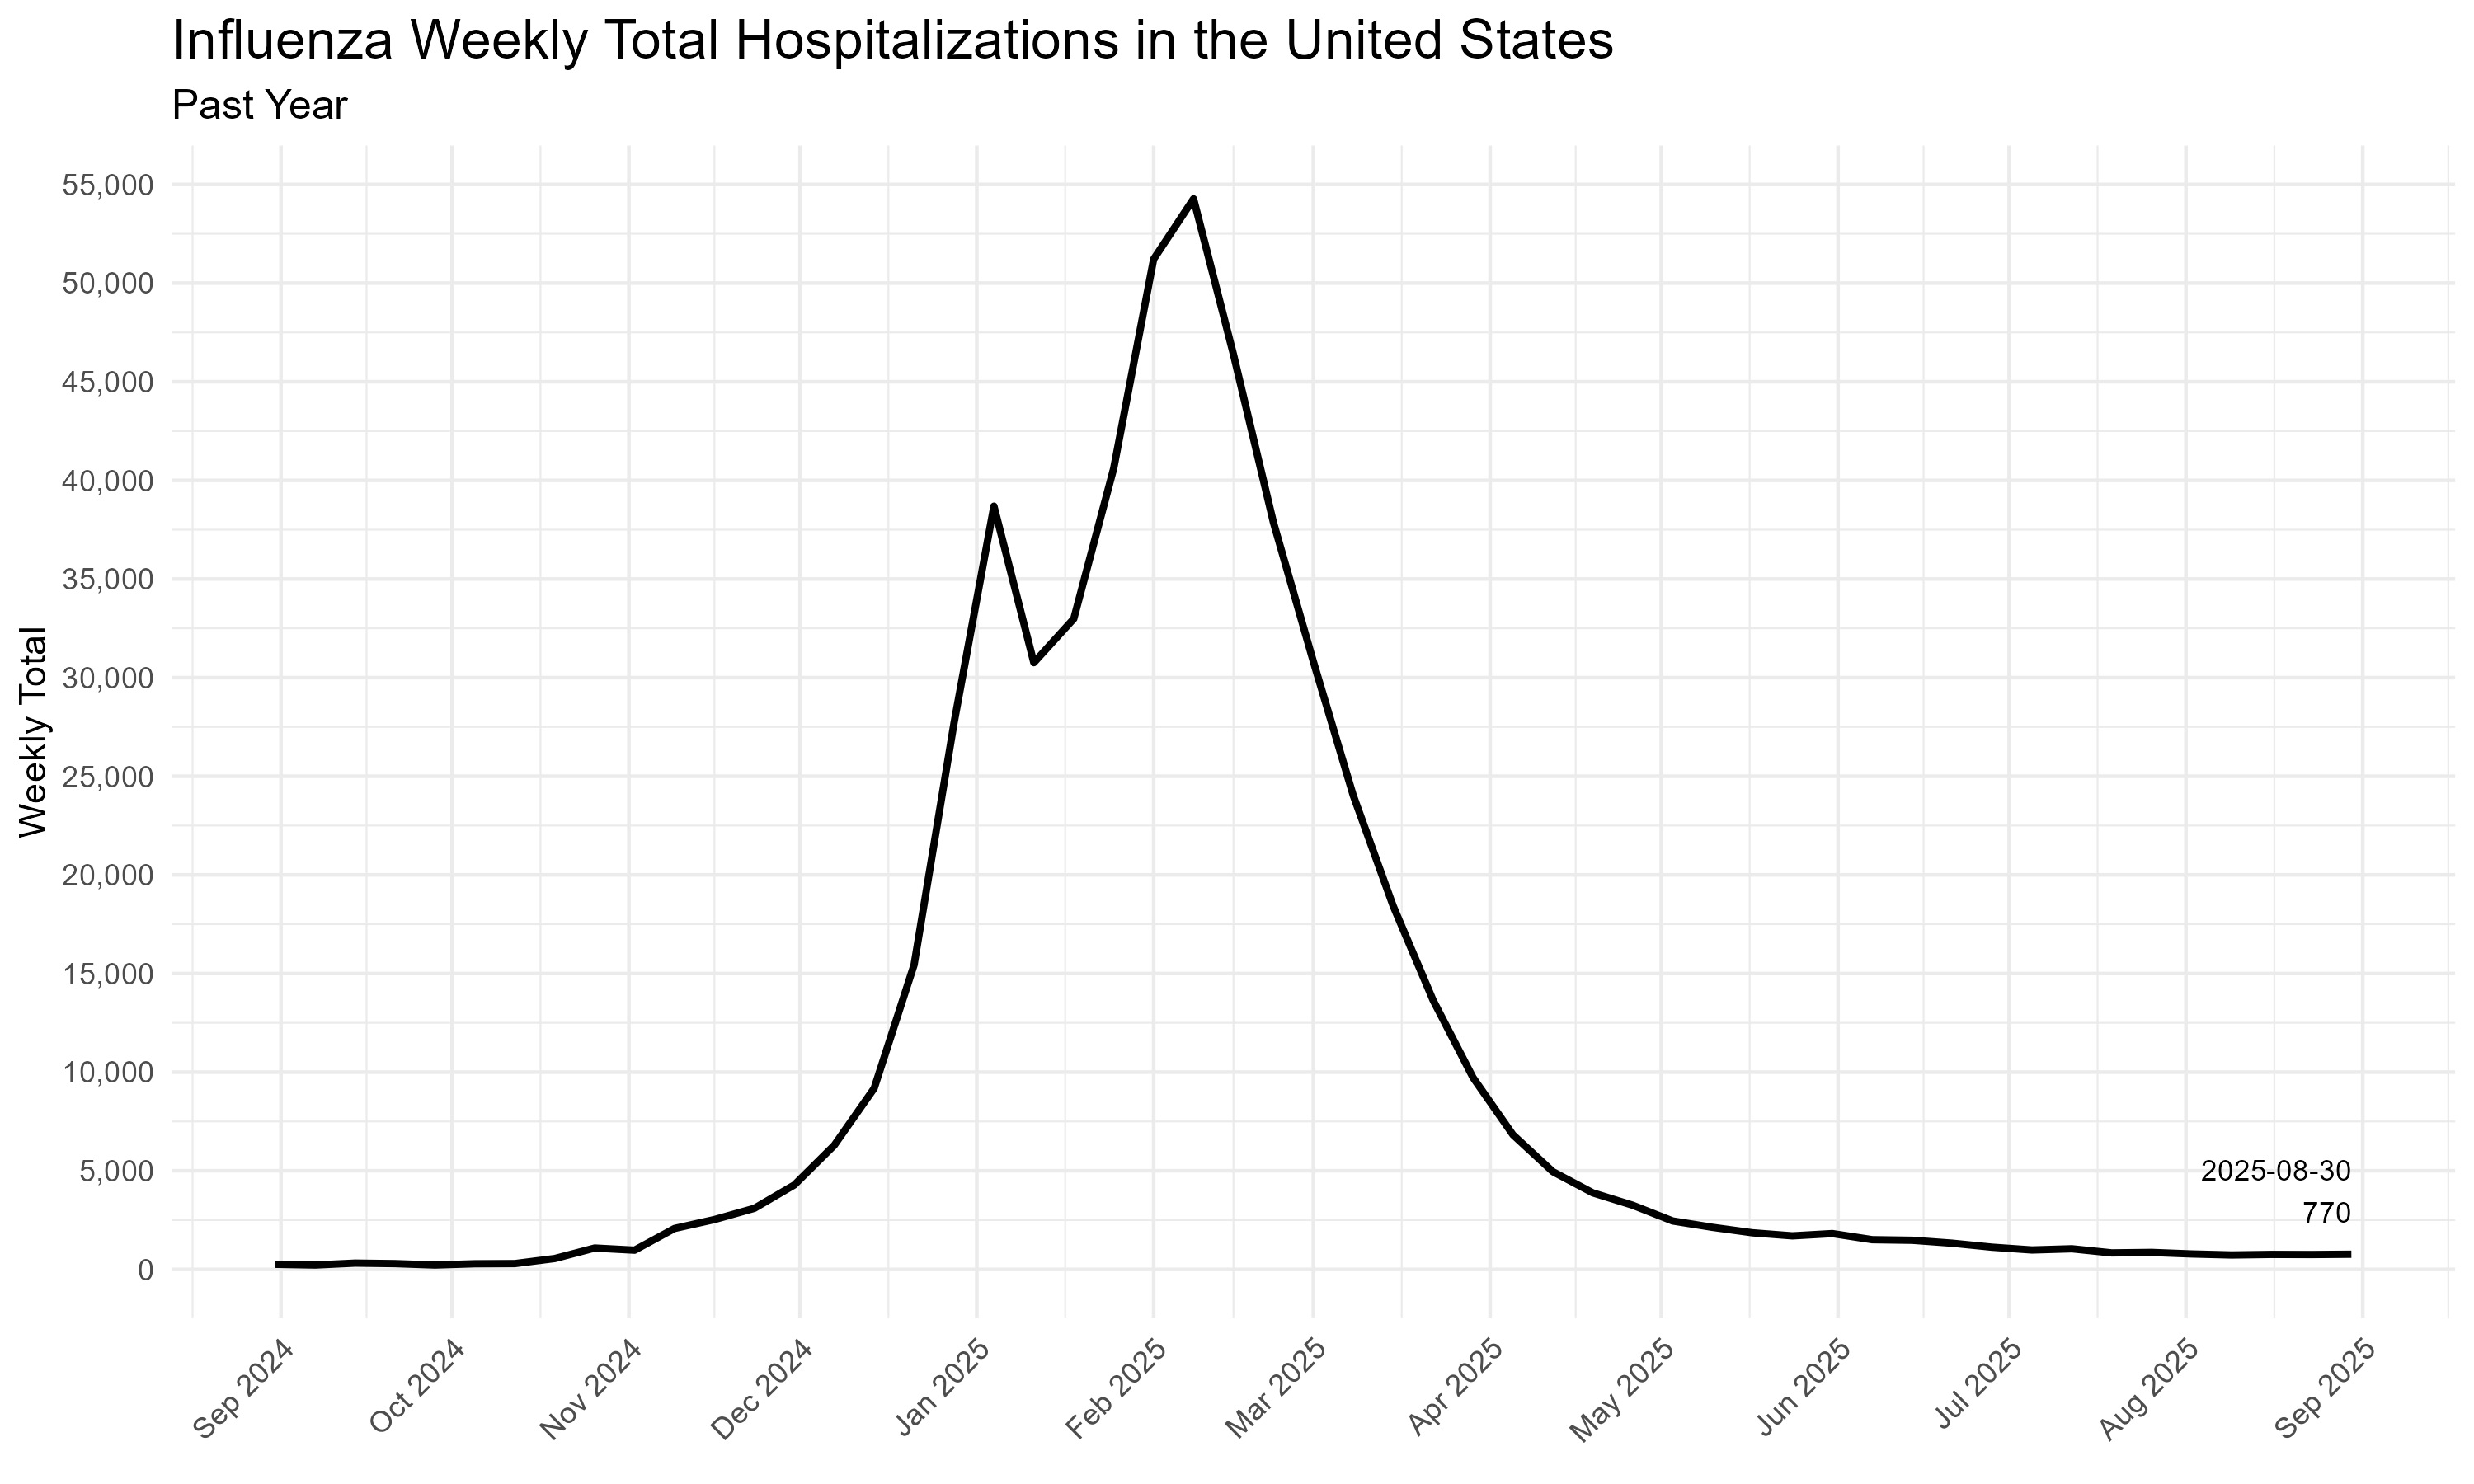 Influenza Weekly Total Hospitalizations in the United States
Past Year
Weekly Total
55,000
50,000
45,000
40,000
35,000
30,000
25,000
20,000
15,000
10,000
5,000
0
2025-08-30
770
Sep 2024
Oct 2024
Nov 2024
Dec 2024
Jan 2025
Feb 2025
Mar 2025
Apr 2025
May 2025
Jun 2025
Jul 2025
Aug 2025
Sep 2025